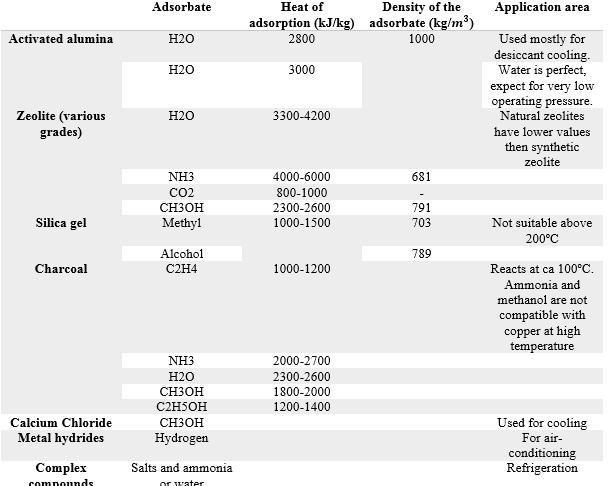 Adsorbate Heat of adsorption (kJ/kg) Density of the adsorbate (kg/m³) Application area
Activated alumina H2O 2800 1000 Used mostly for
desiccant cooling.
H2O 3000 Water is perfect,
expect for very low
operating pressure.
Zeolite (various H2O 3300-4200 Natural zeolites
grades) have lower values
then synthetic
zeolite
NH3 4000-6000 681
CO2 800-1000 -
CH3OH 2300-2600 791
Silica gel Methyl 1000-1500 703 Not suitable above
200°C
Alcohol 789
Charcoal C2H4 1000-1200 Reacts at ca 100°C.
Ammonia and
methanol are not
compatible with
copper at high
temperature
NH3 2000-2700
H2O 2300-2600
CH3OH 1800-2000
C2H5OH 1200-1400
Calcium Chloride CH3OH Used for cooling
Metal hydrides Hydrogen For air-
conditioning
Complex Salts and ammonia Refrigeration
compounds or water